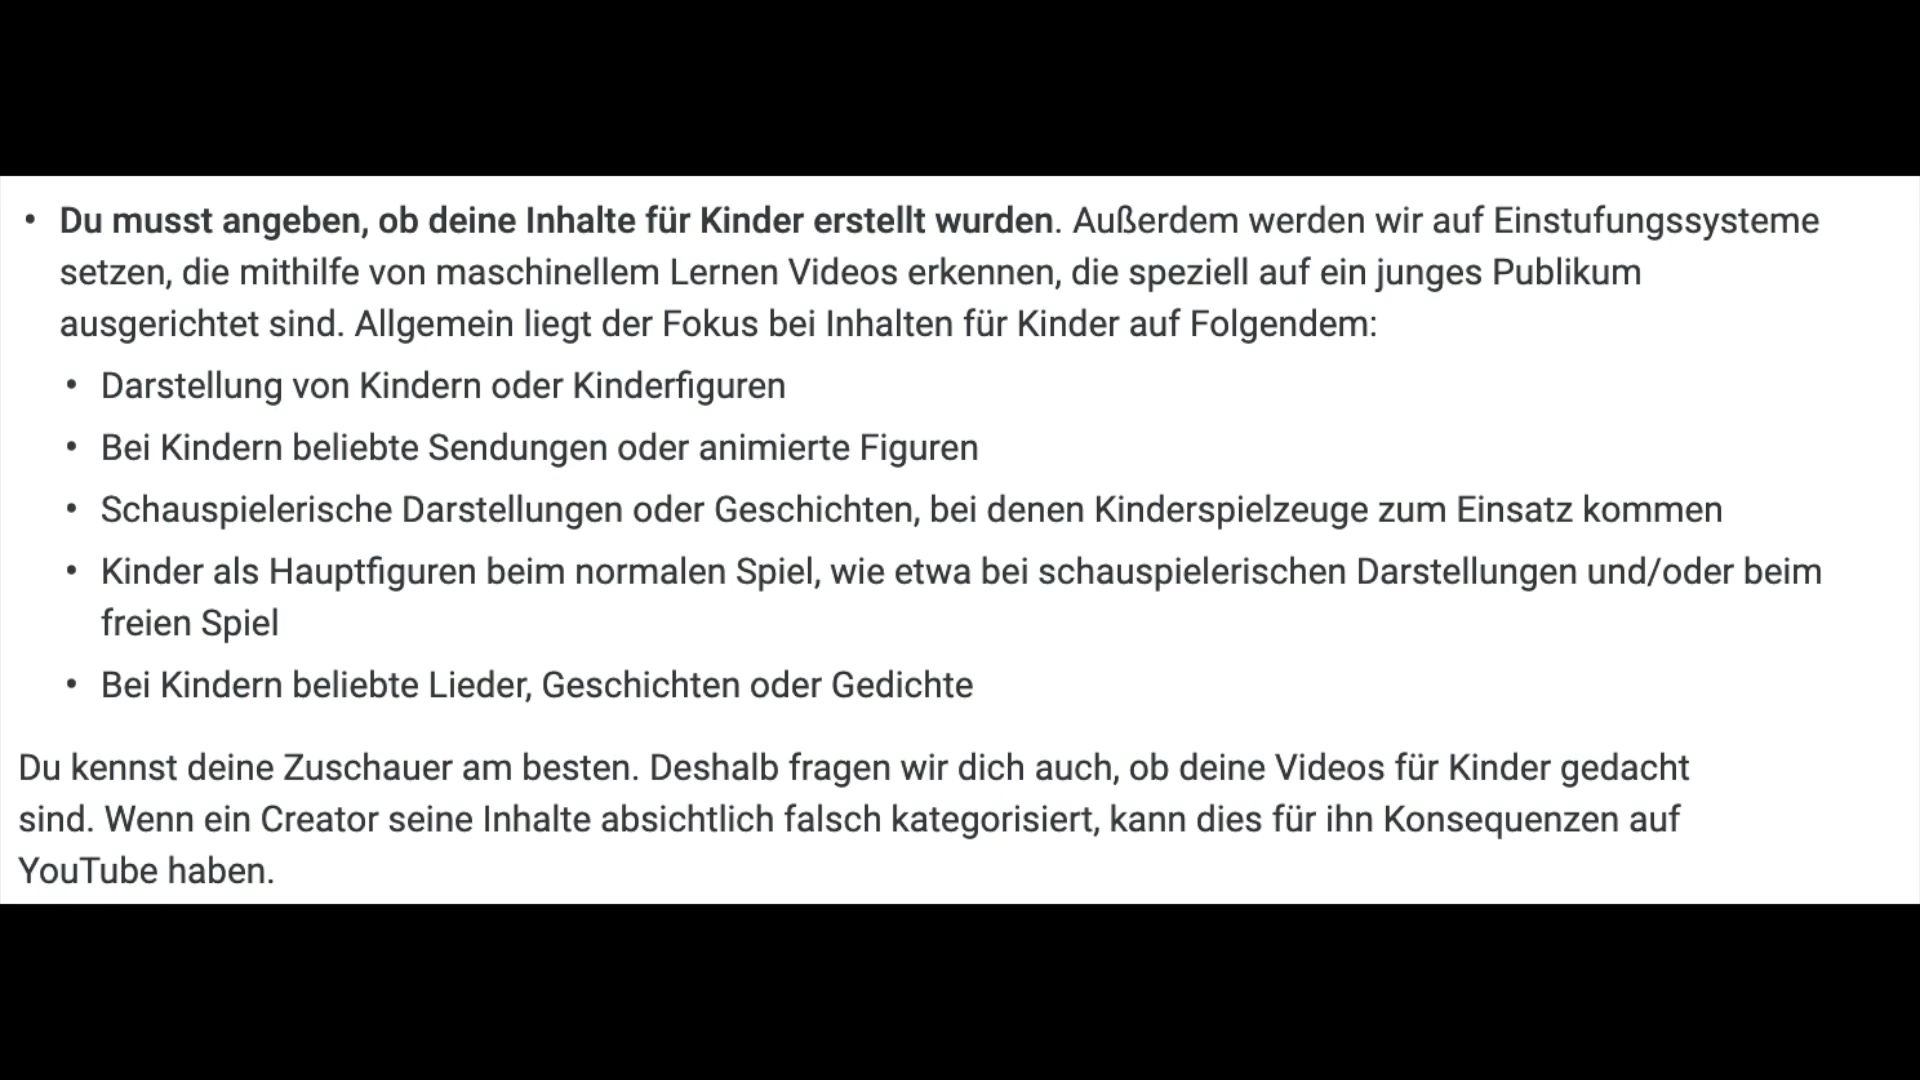 • Du musst angeben, ob deine Inhalte für Kinder erstellt wurden. Außerdem werden wir auf Einstufungssysteme
setzen, die mithilfe von maschinellem Lernen Videos erkennen, die speziell auf ein junges Publikum
ausgerichtet sind. Allgemein liegt der Fokus bei Inhalten für Kinder auf Folgendem:
• Darstellung von Kindern oder Kinderfiguren
• Bei Kindern beliebte Sendungen oder animierte Figuren
• Schauspielerische Darstellungen oder Geschichten, bei denen Kinderspielzeuge zum Einsatz kommen
• Kinder als Hauptfiguren beim normalen Spiel, wie etwa bei schauspielerischen Darstellungen und/oder beim
freien Spiel
• Bei Kindern beliebte Lieder, Geschichten oder Gedichte
Du kennst deine Zuschauer am besten. Deshalb fragen wir dich auch, ob deine Videos für Kinder gedacht
sind. Wenn ein Creator seine Inhalte absichtlich falsch kategorisiert, kann dies für ihn Konsequenzen auf
YouTube haben.